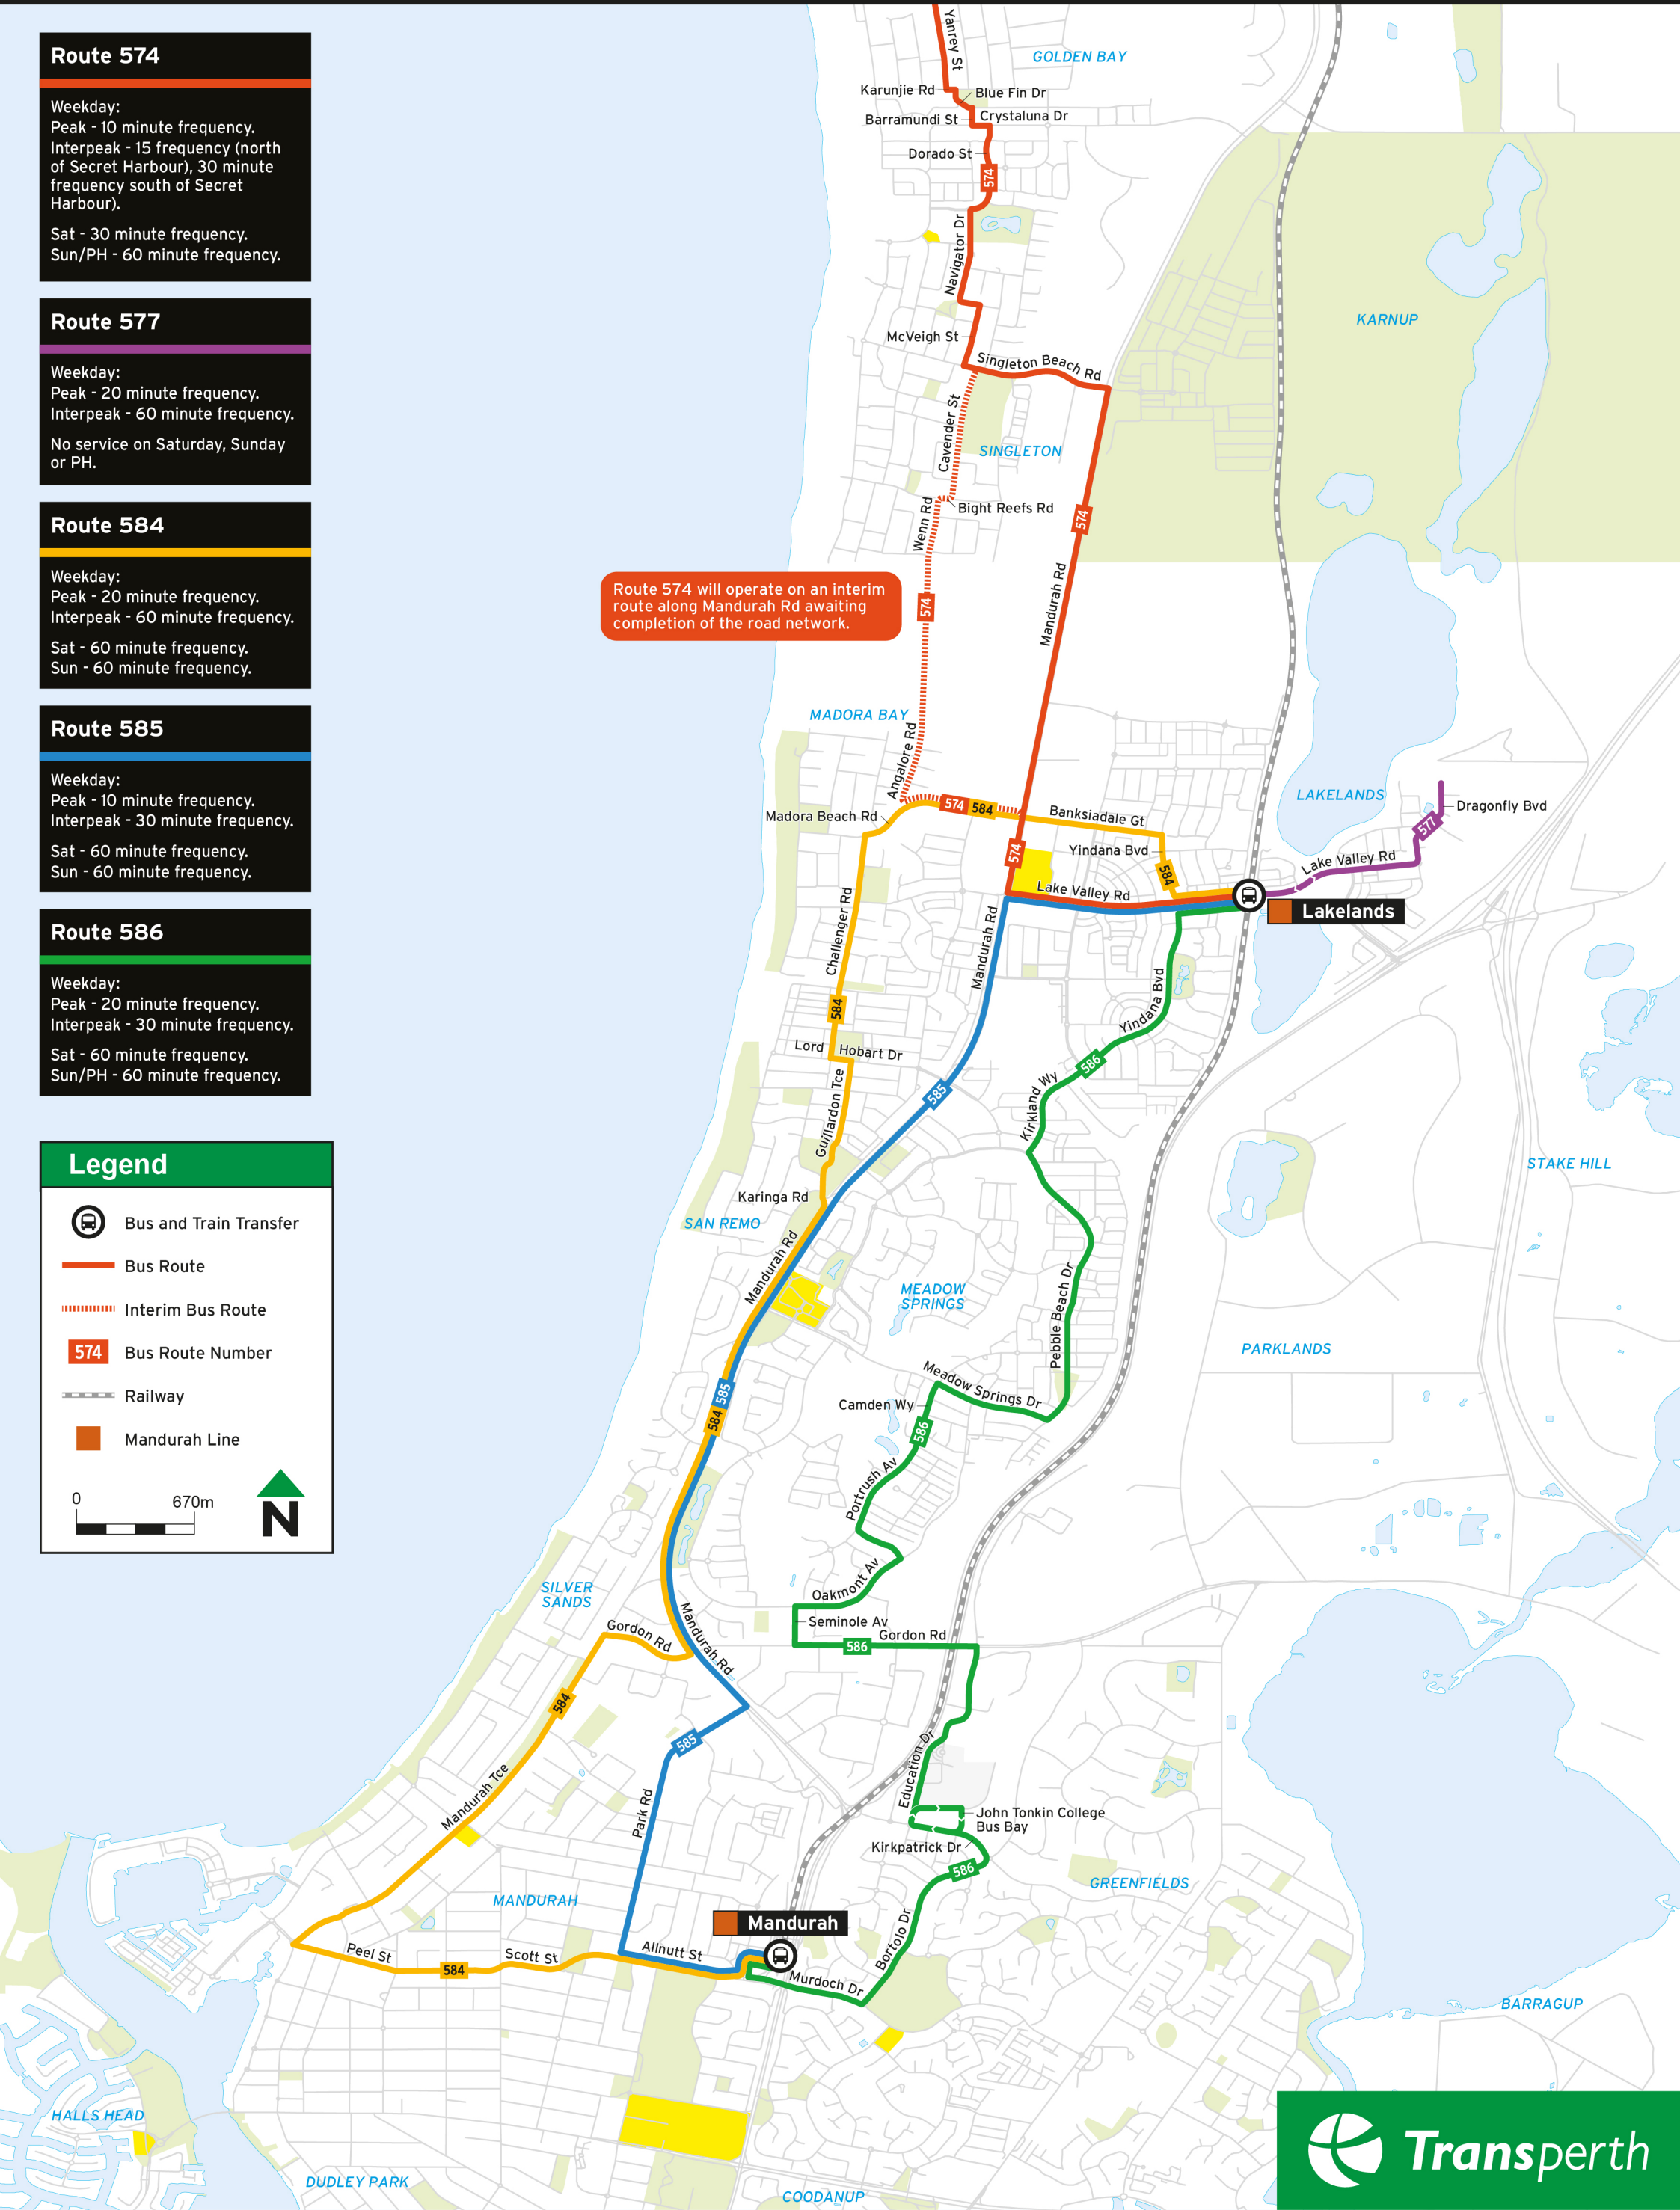 Route 574
Weekday:
Peak - 10 minute frequency.
Interpeak - 15 frequency (north
of Secret Harbour), 30 minute
frequency south of Secret
Harbour).
Sat - 30 minute frequency.
Sun/PH - 60 minute frequency.
Route 577
Weekday:
Peak - 20 minute frequency.
Interpeak - 60 minute frequency.
No service on Saturday, Sunday
or PH.
Route 584
Weekday:
Peak - 20 minute frequency.
Interpeak - 60 minute frequency.
Sat - 60 minute frequency.
Sun - 60 minute frequency.
Route 585
Weekday:
Peak - 10 minute frequency.
Interpeak - 30 minute frequency.
Sat - 60 minute frequency.
Sun - 60 minute frequency.
Route 586
Weekday:
Peak - 20 minute frequency.
Interpeak - 30 minute frequency.
Sat - 60 minute frequency.
Sun/PH - 60 minute frequency.
Legend
Bus and Train Transfer
Bus Route
Interim Bus Route
574 Bus Route Number
Railway
Mandurah Line
0 670m
N
Yanrey St
GOLDEN BAY
Karunjie Rd
Blue Fin Dr
Barramundi St
Crystaluna Dr
Dorado St
574
Navigator Dr
KARNUP
McVeigh St
Singleton Beach Rd
Cavender St
SINGLETON
Wenn Rd
Bight Reefs Rd
574
Route 574 will operate on an interim
route along Mandurah Rd awaiting
completion of the road network.
574
Mandurah Rd
MADORA BAY
Angalore Rd
LAKELANDS
Dragonfly Bvd
577
574 584
Madora Beach Rd
Banksiadale Gt
Yindana Bvd
574
584
Lake Valley Rd
Lake Valley Rd
Lakelands
Challenger Rd
Mandurah Rd
584
Yindana Bvd
Lord Hobart Dr
586
585
Kirkland Wy
Guillardon Tce
STAKE HILL
Karinga Rd
SAN REMO
Mandurah Rd
MEADOW
SPRINGS
Pebble Beach Dr
PARKLANDS
Meadow Springs Dr
585
584
Camden Wy
586
Portrush Av
Oakmont Av
SILVER
SANDS
Seminole Av
Gordon Rd
586
Gordon Rd
Mandurah Rd
584
585
Education Dr
Mandurah Tce
Park Rd
John Tonkin College
Bus Bay
Kirkpatrick Dr
586
GREENFIELDS
MANDURAH
Mandurah
Bortolo Dr
Peel St
584
Scott St
Allnutt St
Murdoch Dr
BARRAGUP
HALLS HEAD
DUDLEY PARK
COODANUP
Transperth